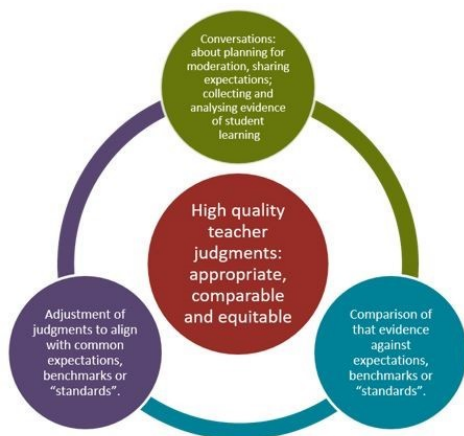 Conversations:
about planning for
moderation, sharing
expectations;
collecting and
analysing evidence
of student
learning
High quality
teacher
judgments:
appropriate,
comparable
and equitable
Adjustment of
judgments to align
with common
expectations,
benchmarks or
“standards”.
Comparison of
that evidence
against
expectations,
benchmarks or
“standards”.